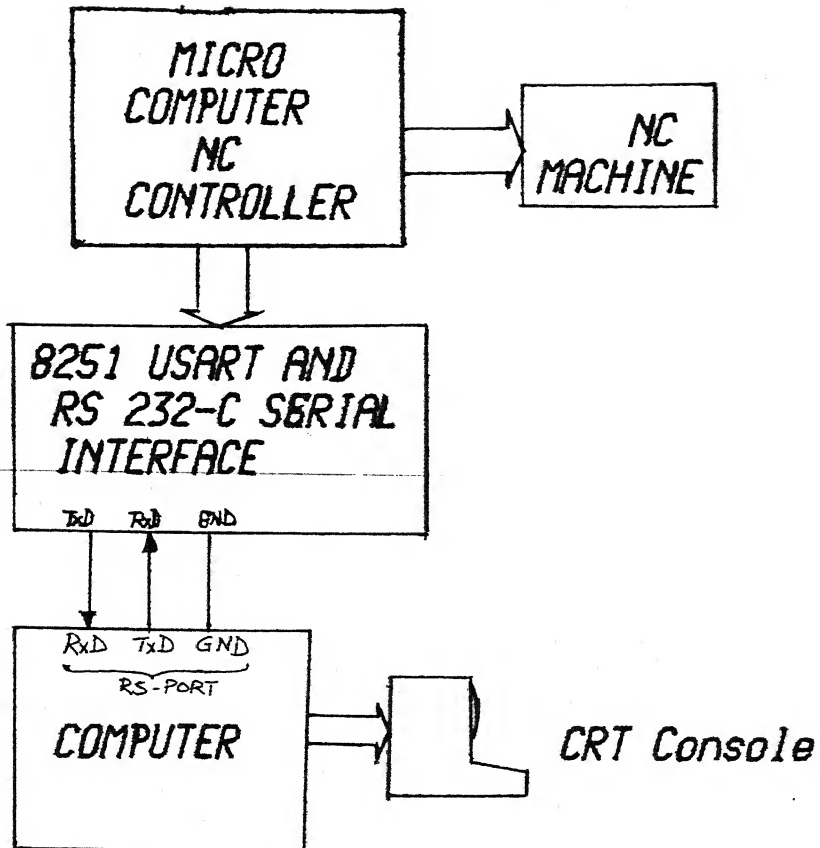 MICRO
COMPUTER
NC
CONTROLLER
NC
MACHINE
8251 USART AND
RS 232-C SERIAL
INTERFACE
TxD RxD GND
RxD TxD GND
RS-PORT
COMPUTER
CRT Console